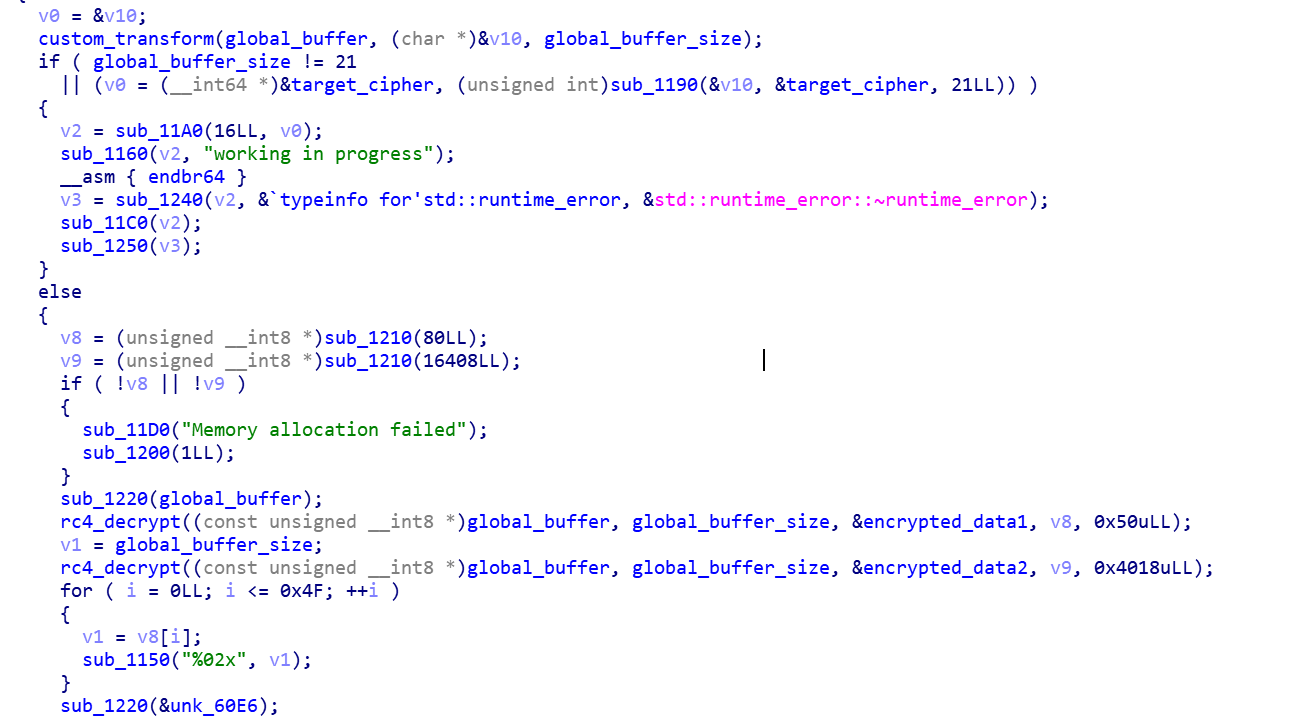 v0 = &v10;
custom_transform(global_buffer, (char *)&v10, global_buffer_size);
if ( global_buffer_size != 21
|| (v0 = (__int64 *)&target_cipher, (unsigned int)sub_1190(&v10, &target_cipher, 21LL)) )
{
v2 = sub_11A0(16LL, v0);
sub_1160(v2, "working in progress");
__asm { endbr64 }
v3 = sub_1240(v2, &`typeinfo for'std::runtime_error, &std::runtime_error::~runtime_error);
sub_11C0(v2);
sub_1250(v3);
}
else
{
v8 = (unsigned __int8 *)sub_1210(80LL);
v9 = (unsigned __int8 *)sub_1210(16408LL);
if ( !v8 || !v9 )
{
sub_11D0("Memory allocation failed");
sub_1200(1LL);
}
sub_1220(global_buffer);
rc4_decrypt((const unsigned __int8 *)global_buffer, global_buffer_size, &encrypted_data1, v8, 0x50uLL);
v1 = global_buffer_size;
rc4_decrypt((const unsigned __int8 *)global_buffer, global_buffer_size, &encrypted_data2, v9, 0x4018uLL);
for ( i = 0LL; i <= 0x4F; ++i )
{
v1 = v8[i];
sub_1150("%02x", v1);
}
sub_1220(&unk_60E6);